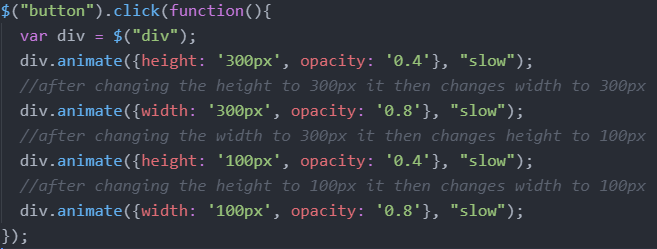 $("button").click(function(){
  var div = $("div");
  div.animate({height: '300px', opacity: '0.4'}, "slow");
  //after changing the height to 300px it then changes width to 300px
  div.animate({width: '300px', opacity: '0.8'}, "slow");
  //after changing the width to 300px it then changes height to 100px
  div.animate({height: '100px', opacity: '0.4'}, "slow");
  //after changing the height to 100px it then changes width to 100px
  div.animate({width: '100px', opacity: '0.8'}, "slow");
});